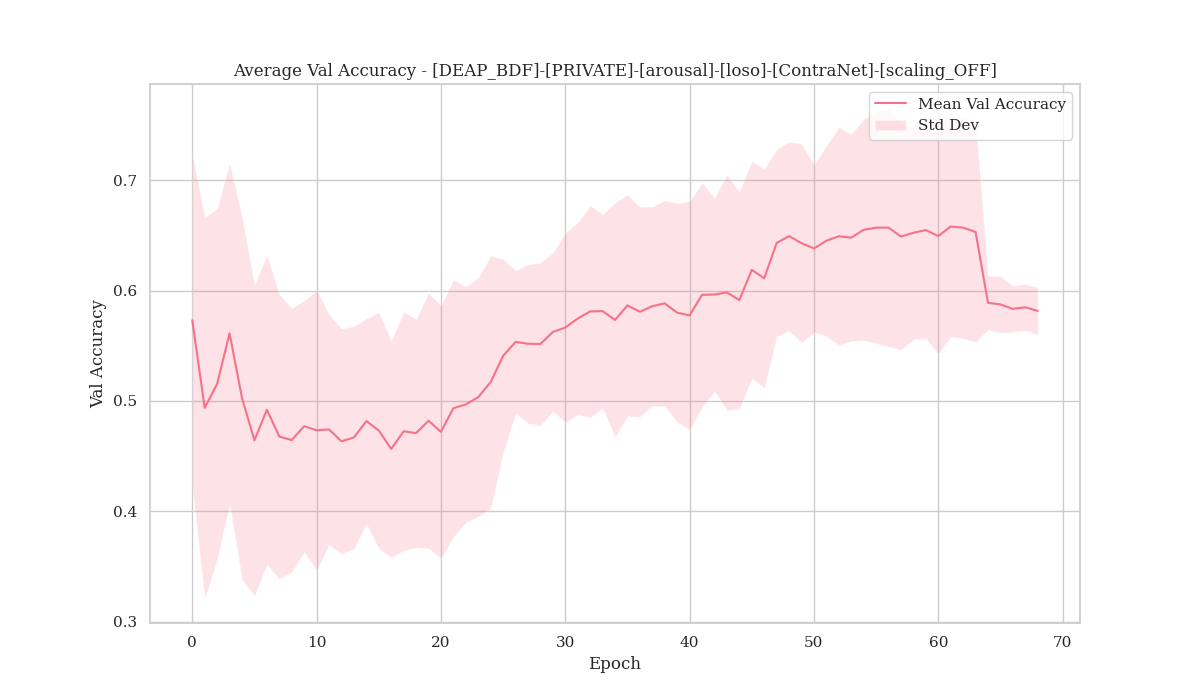 Average Val Accuracy - [DEAP_BDF]-[PRIVATE]-[arousal]-[loso]-[ContraNet]-[scaling_OFF]
Mean Val Accuracy
Std Dev
Val Accuracy
0.7
0.6
0.5
0.4
0.3
0 10 20 30 40 50 60 70
Epoch